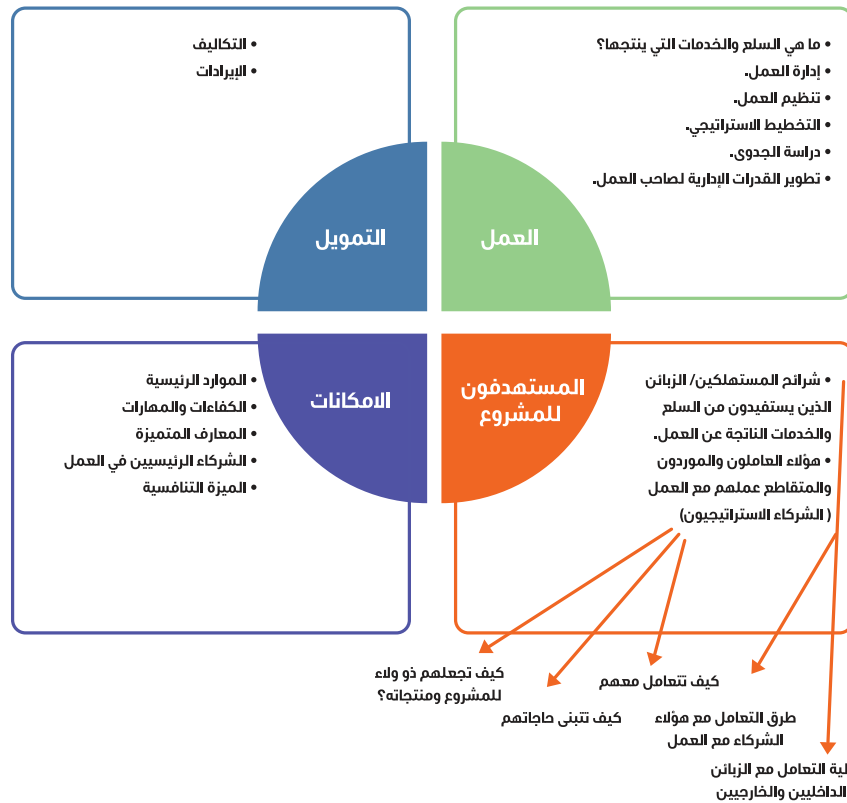 • ما هي السلع والخدمات التي ينتجها؟
• إدارة العمل.
• تنظيم العمل.
• التخطيط الاستراتيجي.
• دراسة الجدوى.
• تطوير القدرات الإدارية لصاحب العمل.
العمل
• التكاليف
• الإيرادات
التمويل
• شرائح المستهلكين/ الزبائن
الذين يستفيدون من السلع
والخدمات الناتجة عن العمل.
• هؤلاء العاملون والموردون
والمتقاطع عملهم مع العمل
( الشركاء الاستراتيجيون)
المستهدفون
للمشروع
• الموارد الرئيسية
• الكفاءات والمهارات
• المعارف المتميزة
• الشركاء الرئيسيين في العمل
• الميزة التنافسية
الامكانات
كيف تتعامل معهم
كيف تجعلهم ذو ولاء
للمشروع ومنتجاته؟
طرق التعامل مع هؤلاء
الشركاء مع العمل
كيف تتبنى حاجاتهم
التعامل مع الزبائن
الداخليين والخارجيين